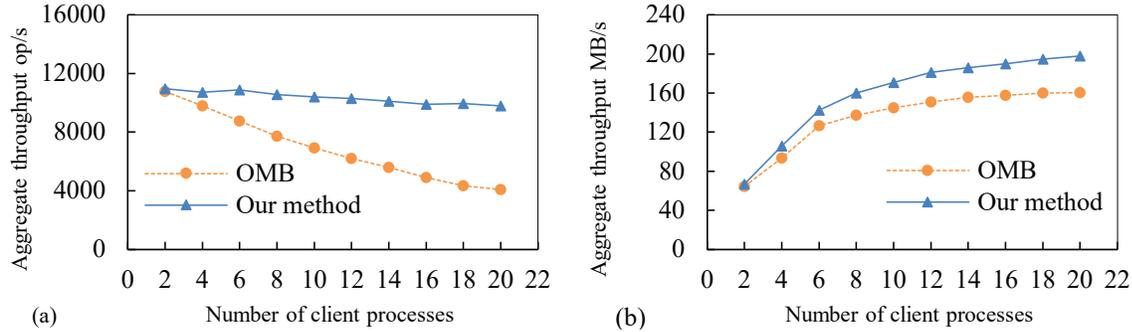 Aggregate throughput op/s
16000
12000
8000
4000
0
OMB
Our method
0 2 4 6 8 10 12 14 16 18 20 22
Number of client processes
(a)
Aggregate throughput MB/s
240
200
160
120
80
40
0
OMB
Our method
0 2 4 6 8 10 12 14 16 18 20 22
Number of client processes
(b)